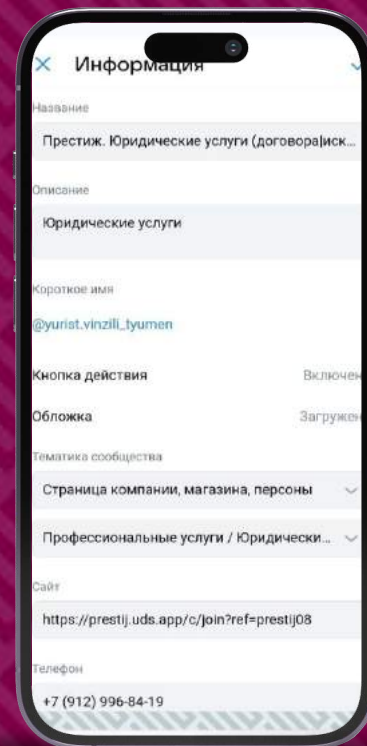 Информация
Название
Престиж. Юридические услуги (договора|иск...
Описание
Юридические услуги
Короткое имя
@yurist.vinzili_tyumen
Кнопка действия
Включен
Обложка
Загружен
Тематика сообщества
Страница компании, магазина, персоны
Профессиональные услуги / Юридически...
Сайт
https://prestij.uds.app/c/join?ref=prestij08
Телефон
+7 (912) 996-84-19